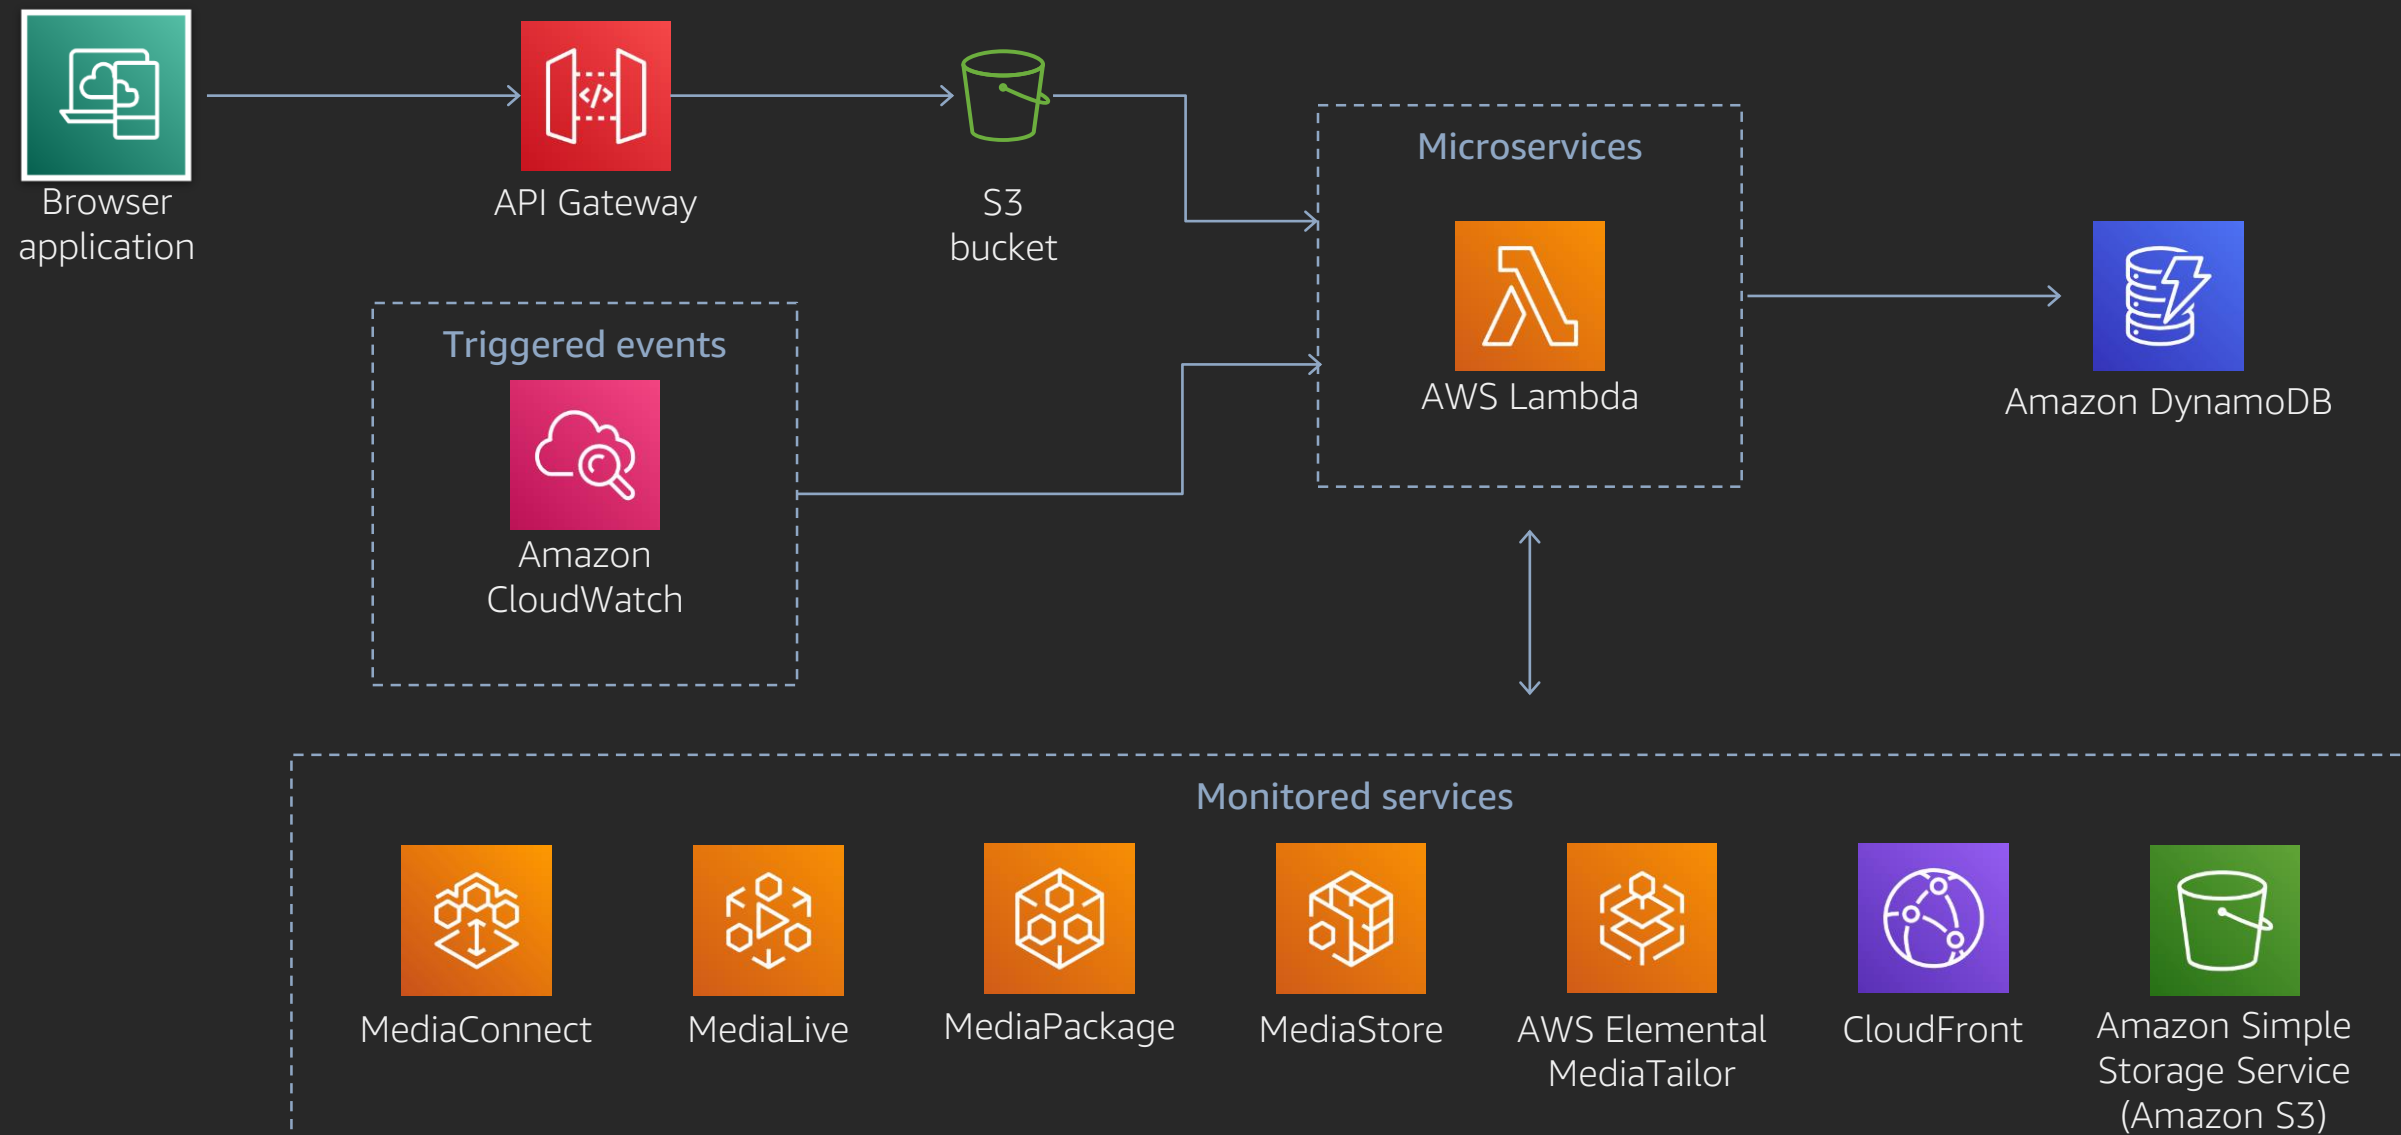 Browser
application
API Gateway
S3
bucket
Microservices
AWS Lambda
Amazon DynamoDB
Triggered events
Amazon
CloudWatch
Monitored services
MediaConnect
MediaLive
MediaPackage
MediaStore
AWS Elemental
MediaTailor
CloudFront
Amazon Simple
Storage Service
(Amazon S3)